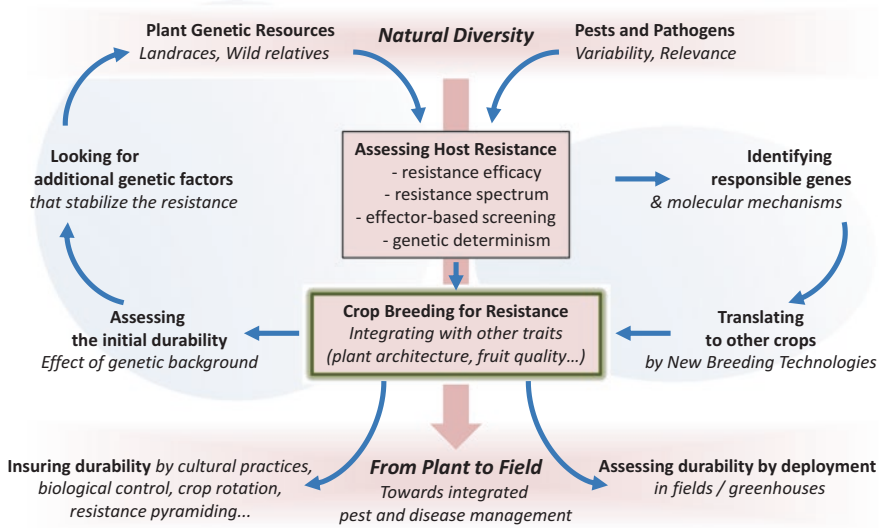 Plant Genetic Resources
Landraces, Wild relatives
Natural Diversity
Pests and Pathogens
Variability, Relevance
Assessing Host Resistance
- resistance efficacy
- resistance spectrum
- effector-based screening
- genetic determinism
Looking for
additional genetic factors
that stabilize the resistance
Identifying
responsible genes
& molecular mechanisms
Crop Breeding for Resistance
Integrating with other traits
(plant architecture, fruit quality...)
Assessing
the initial durability
Effect of genetic background
Translating
to other crops
by New Breeding Technologies
Insuring durability by cultural practices,
biological control, crop rotation,
resistance pyramiding...
From Plant to Field
Towards integrated
pest and disease management
Assessing durability by deployment
in fields / greenhouses